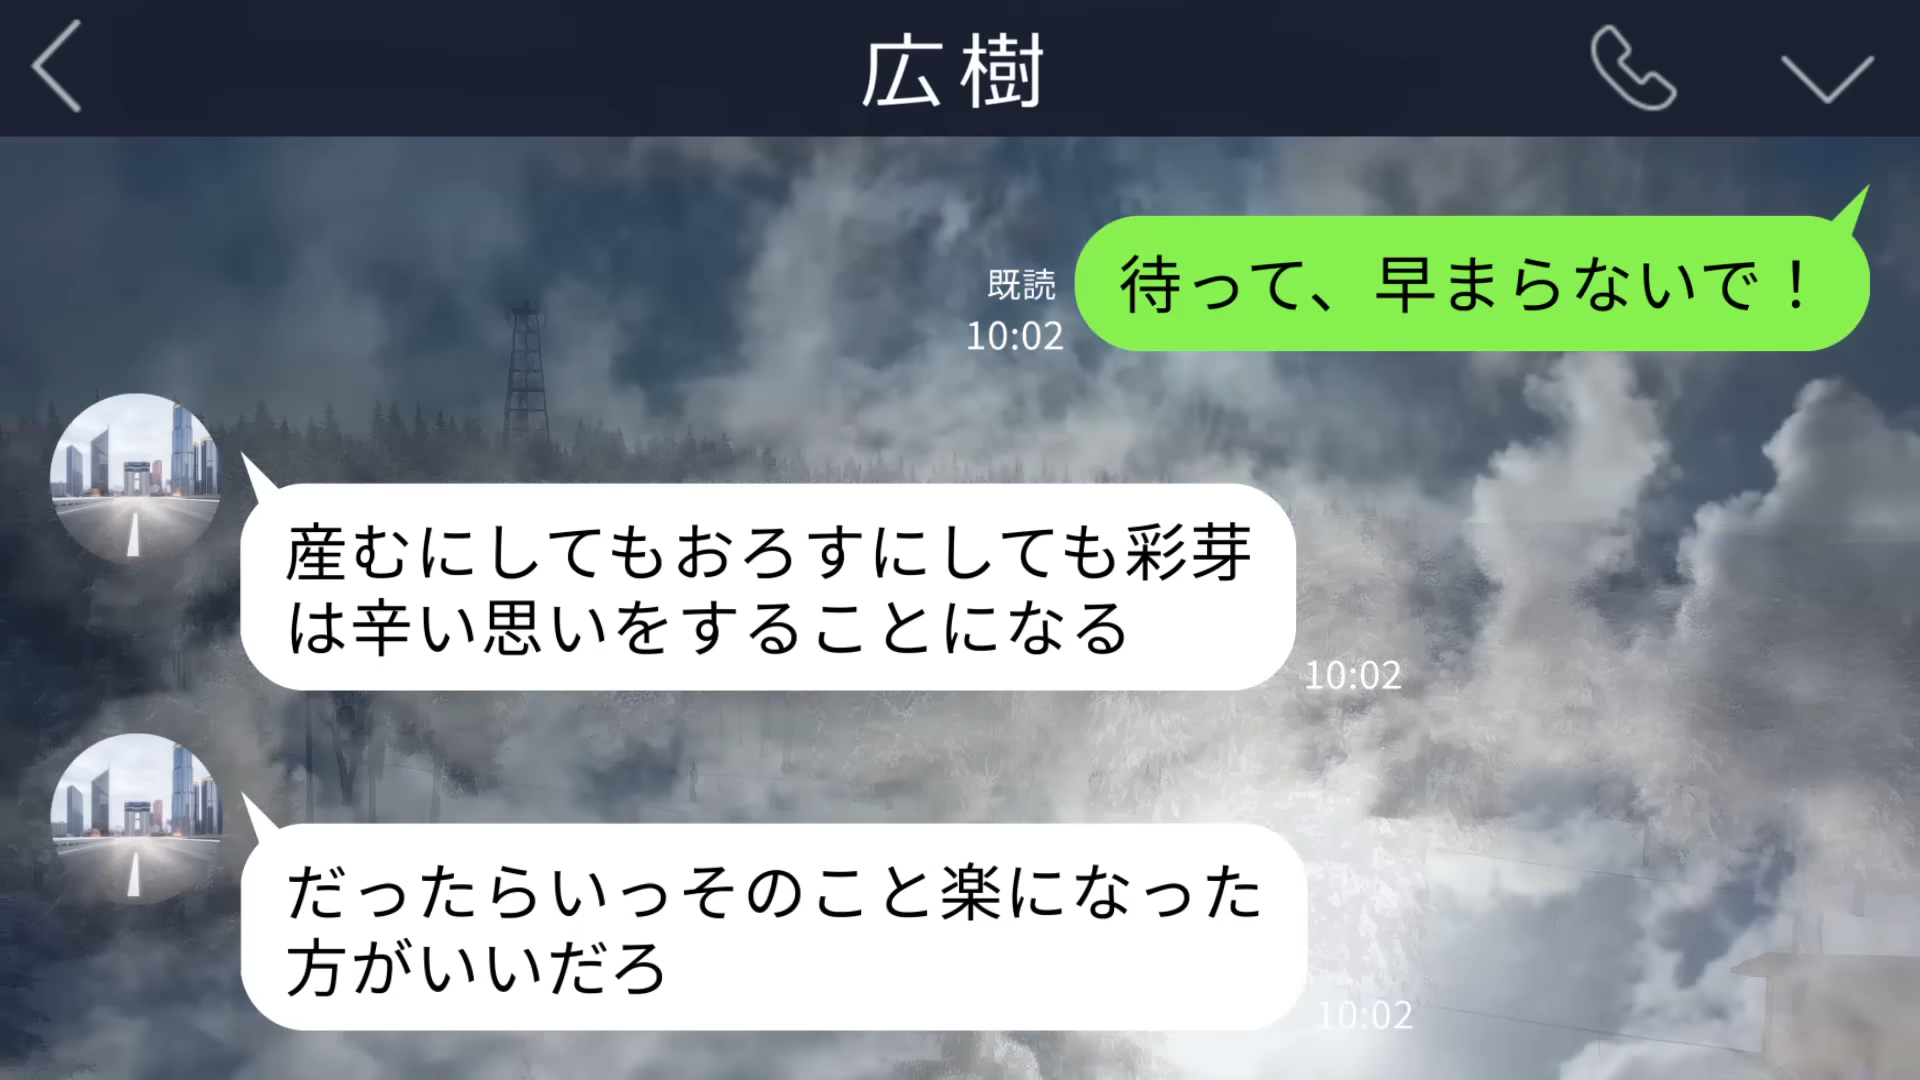 広樹
待って、早まらないで！
既読
10:02
産むにしてもおろすにしても彩芽
は辛い思いをすることになる
10:02
だったらいっそのこと楽になった
方がいいだろ
10:02